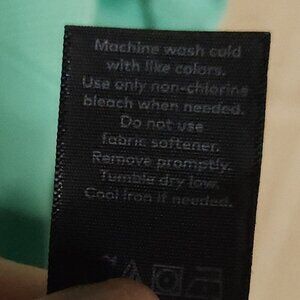 Machine wash cold
with like colors.
Use only non-chlorine
bleach when needed.
Do not use
fabric softener.
Remove promptly.
Tumble dry low.
Cool iron if needed.